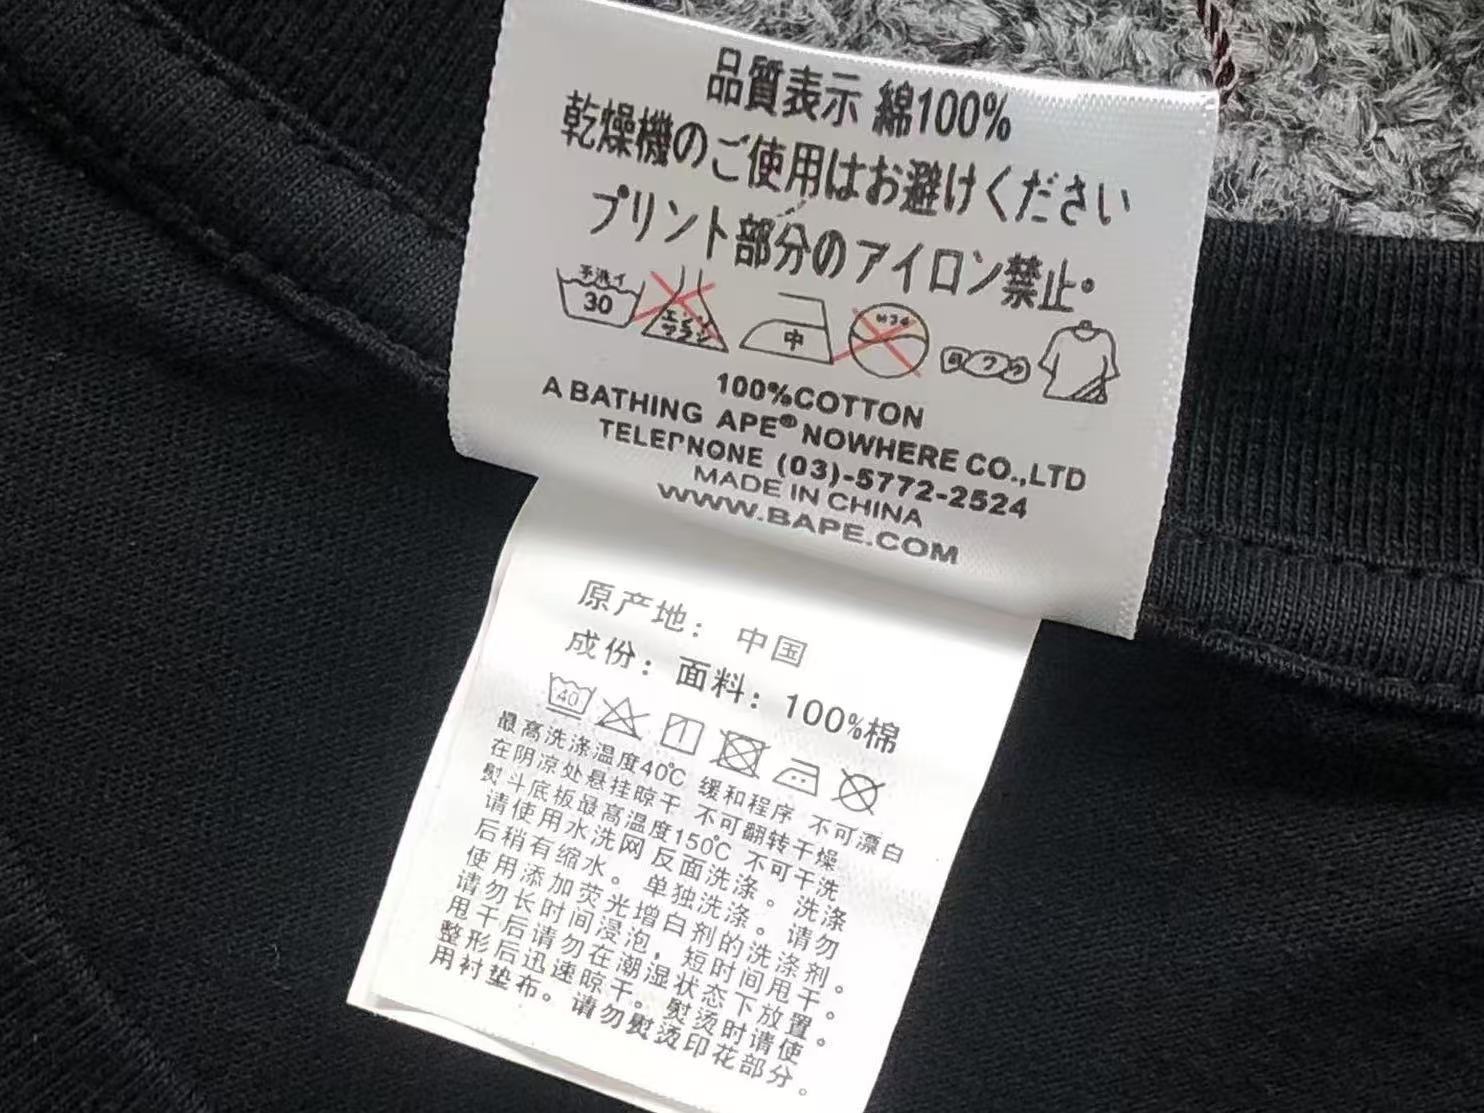 品質表示 綿100%
乾燥機のご使用はお避けください
プリント部分のアイロン禁止。
手洗イ
30
中
100%COTTON
A BATHING APE® NOWHERE CO.,LTD
TELEPHONE (03)-5772-2524
MADE IN CHINA
WWW.BAPE.COM
原产地：中国
成份：面料：100%棉
40
最高洗涤温度40℃ 缓和程序 不可漂白
在阴凉处悬挂晾干 不可翻转干燥
熨斗底板最高温度150℃ 不可干洗
请使用水洗网反面洗涤。洗涤
后稍有缩水。单独洗涤。请勿
使用添加荧光增白剂的洗涤剂。
请勿长时间浸泡，短时间甩干。
甩干后请勿在潮湿状态下放置。
整形后迅速晾干。熨烫时请使
用衬垫布。请勿熨烫印花部分。